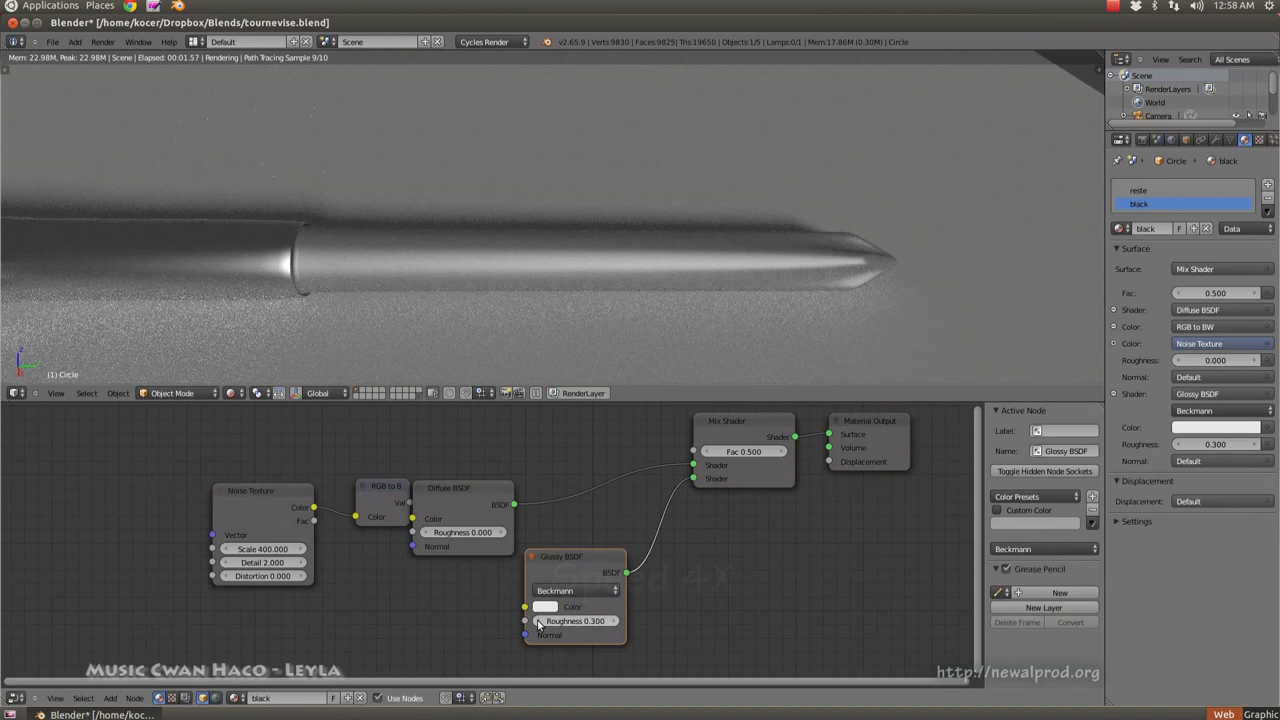 Applications Places 12:58 AM
Blender* [/home/kocer/Dropbox/Blends/tournevise.blend]
File Add Render Window Help Default Scene Cycles Render v2.65.9 | Verts:9830 | Faces:9825 | Tris:19650 | Objects:1/5 | Lamps:0/1 | Mem:17.86M (0.30M) | Circle
Mem: 22.98M, Peak: 22.98M | Scene | Elapsed: 00:01.57 | Rendering | Path Tracing Sample 9/10
View Search All Scenes
Scene
RenderLayers
World
Camera
Circle black
reste
black
black F Data
Surface
Surface: Mix Shader
Fac: 0.500
Shader: Diffuse BSDF
Color: RGB to BW
Color: Noise Texture
Roughness: 0.000
Normal: Default
Shader: Glossy BSDF
Beckmann
Color:
Roughness: 0.300
Normal: Default
Displacement
Displacement: Default
Settings
(1) Circle
View Select Object Object Mode Global RenderLayer
Noise Texture
Color
Fac
Vector
Scale 400.000
Detail 2.000
Distortion 0.000
RGB to B
Val
Color
Diffuse BSDF
BSDF
Color
Roughness 0.000
Normal
Glossy BSDF
BSDF
Beckmann
Color
Roughness 0.300
Normal
Mix Shader
Shader
Fac 0.500
Shader
Shader
Material Output
Surface
Volume
Displacement
Active Node
Label:
Name: Glossy BSDF
Toggle Hidden Node Sockets
Color Presets
Custom Color
Beckmann
Grease Pencil
New
New Layer
Delete Frame Convert
Music Cwan Haco - Leyla
http://newalprod.org
View Select Add Node black F Use Nodes
Blender* [/home/koc... Web Graphic